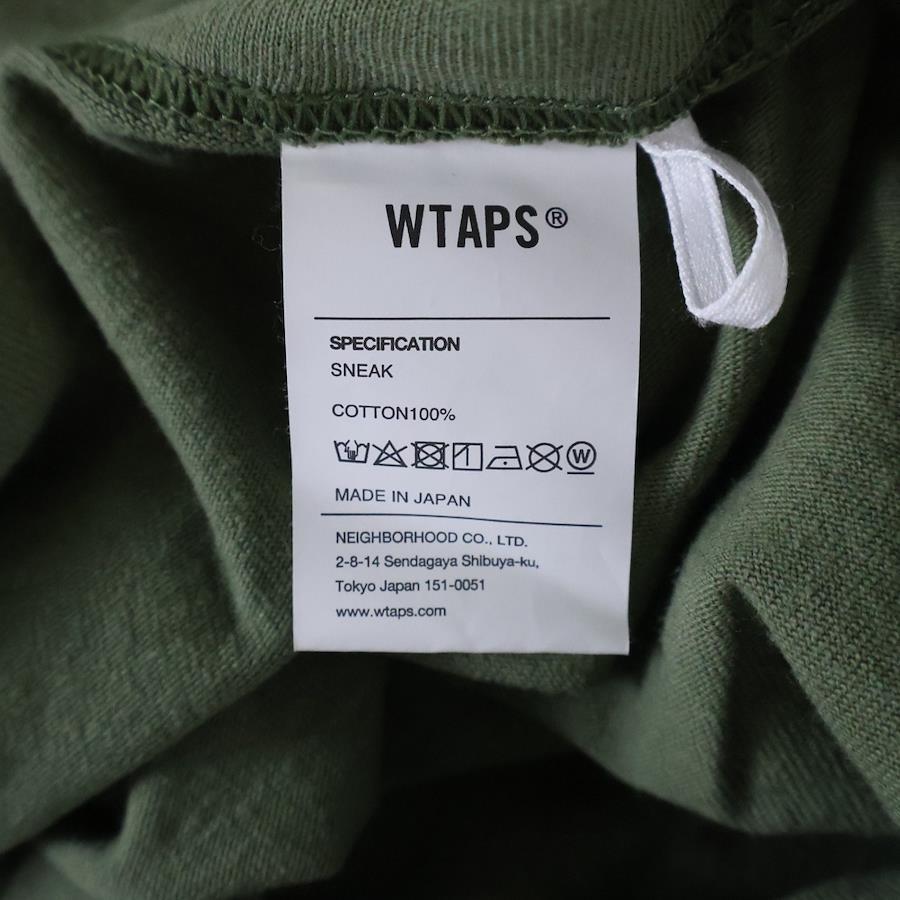 WTAPS®
SPECIFICATION
SNEAK
COTTON100%
W
MADE IN JAPAN
NEIGHBORHOOD CO., LTD.
2-8-14 Sendagaya Shibuya-ku,
Tokyo Japan 151-0051
www.wtaps.com